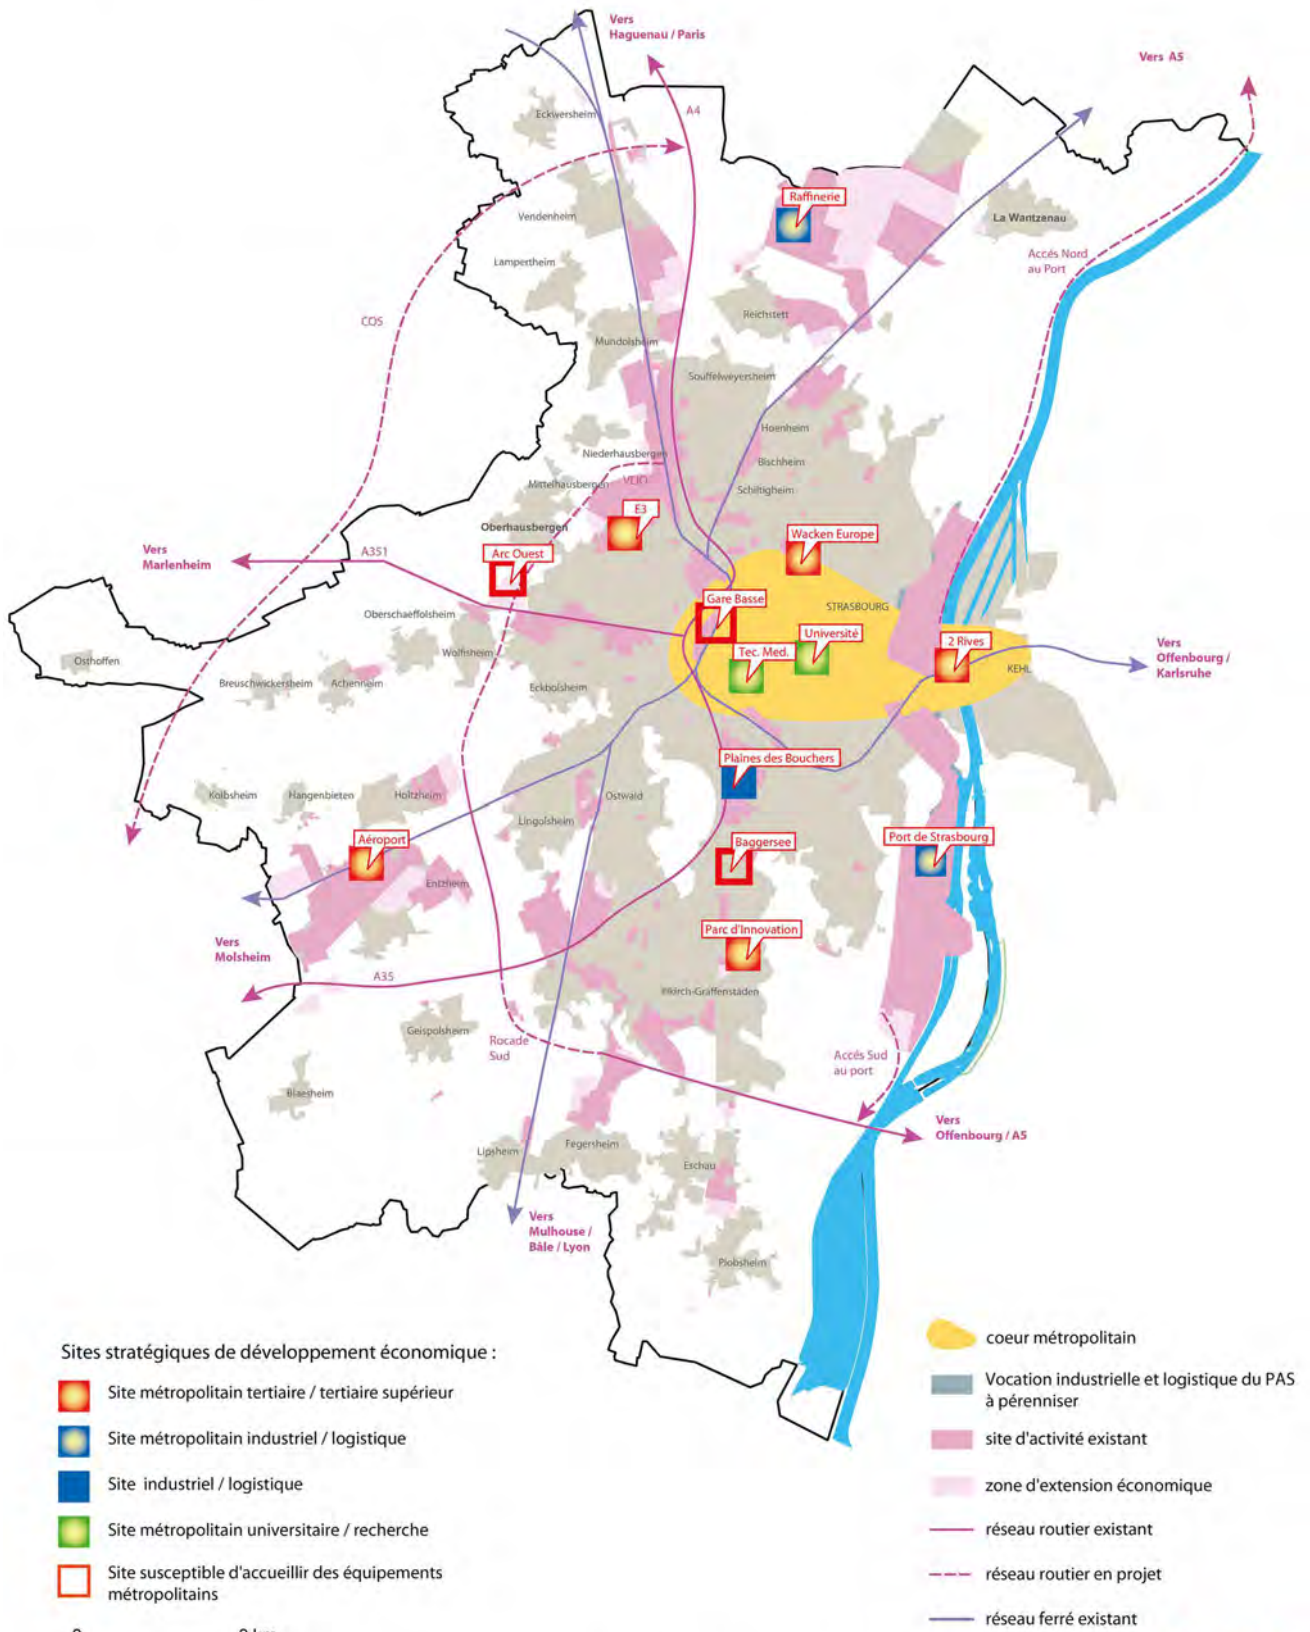 Vers
Haguenau / Paris
Vers A5
A4
Eckwersheim
Raffinerie
La Wantzenau
Vendenheim
Accés Nord
au Port
Lampertheim
Reichstett
COS
Mundolsheim
Souffelweyersheim
Hoenheim
Niederhausbergen
Bischheim
Mittelhausbergen
VLIO
Schiltigheim
E3
Oberhausbergen
Wacken Europe
Vers
Marlenheim
A351
Arc Ouest
Gare Basse
STRASBOURG
Oberschaeffolsheim
Université
2 Rives
Vers
Offenbourg /
Karlsruhe
Wolfisheim
Tec. Med.
Osthoffen
KEHL
Breuschwickersheim
Achenheim
Eckbolsheim
Plaines des Bouchers
Kolbsheim
Hangenbieten
Holtzheim
Ostwald
Lingolsheim
Aéroport
Baggersee
Port de Strasbourg
Entzheim
Parc d'Innovation
Vers
Molsheim
A35
Illkirch-Graffenstaden
Geispolsheim
Rocade
Sud
Accés Sud
au port
Blaesheim
Vers
Offenbourg / A5
Fegersheim
Lipsheim
Eschau
Vers
Mulhouse /
Bâle / Lyon
Plobsheim
Sites stratégiques de développement économique :
Site métropolitain tertiaire / tertiaire supérieur
Site métropolitain industriel / logistique
Site industriel / logistique
Site métropolitain universitaire / recherche
Site susceptible d'accueillir des équipements
métropolitains
coeur métropolitain
Vocation industrielle et logistique du PAS
à pérenniser
site d'activité existant
zone d'extension économique
réseau routier existant
réseau routier en projet
réseau ferré existant